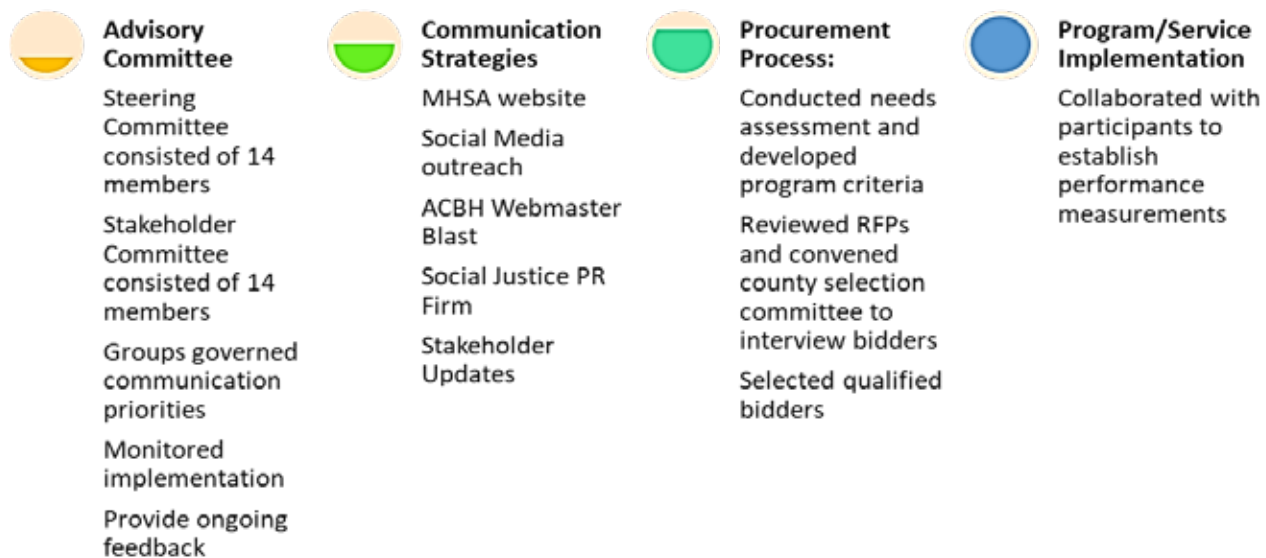 Advisory
Committee
Steering
Committee
consisted of 14
members
Stakeholder
Committee
consisted of 14
members
Groups governed
communication
priorities
Monitored
implementation
Provide ongoing
feedback
Communication
Strategies
MHSA website
Social Media
outreach
ACBH Webmaster
Blast
Social Justice PR
Firm
Stakeholder
Updates
Procurement
Process:
Conducted needs
assessment and
developed
program criteria
Reviewed RFPs
and convened
county selection
committee to
interview bidders
Selected qualified
bidders
Program/Service
Implementation
Collaborated with
participants to
establish
performance
measurements